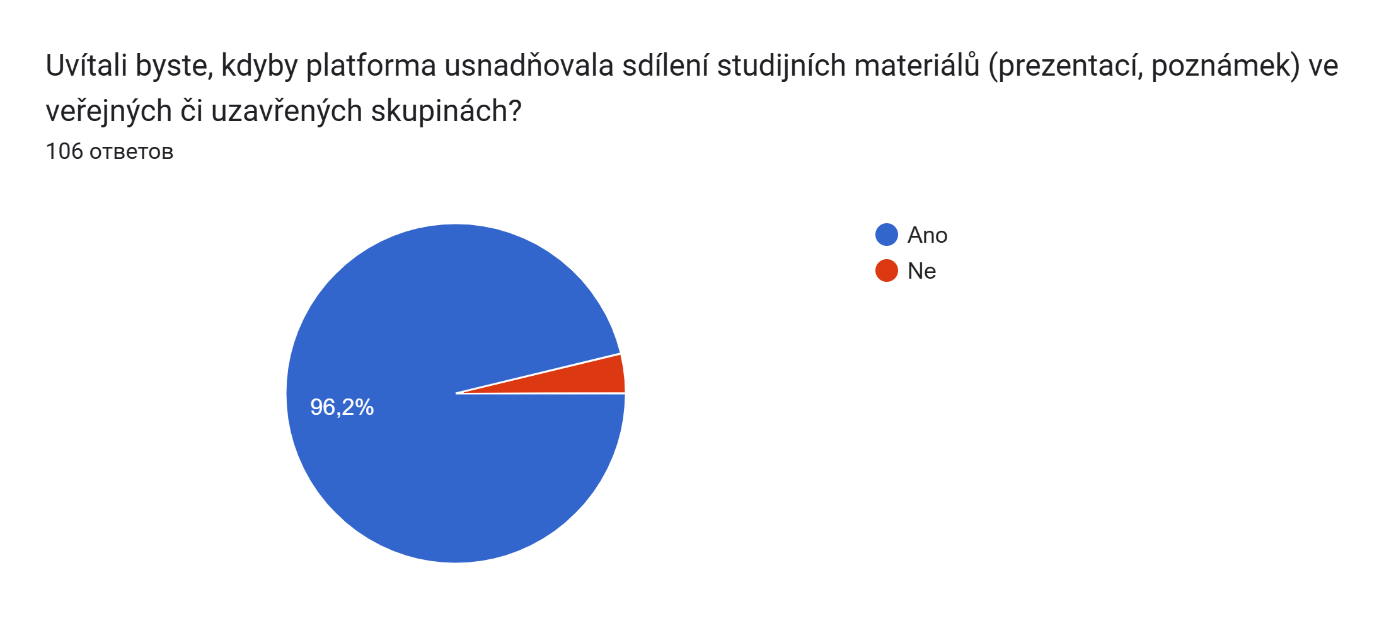 Uvítali byste, kdyby platforma usnadňovala sdílení studijních materiálů (prezentací, poznámek) ve
veřejných či uzavřených skupinách?
106 ответов
Ano
Ne
96,2%